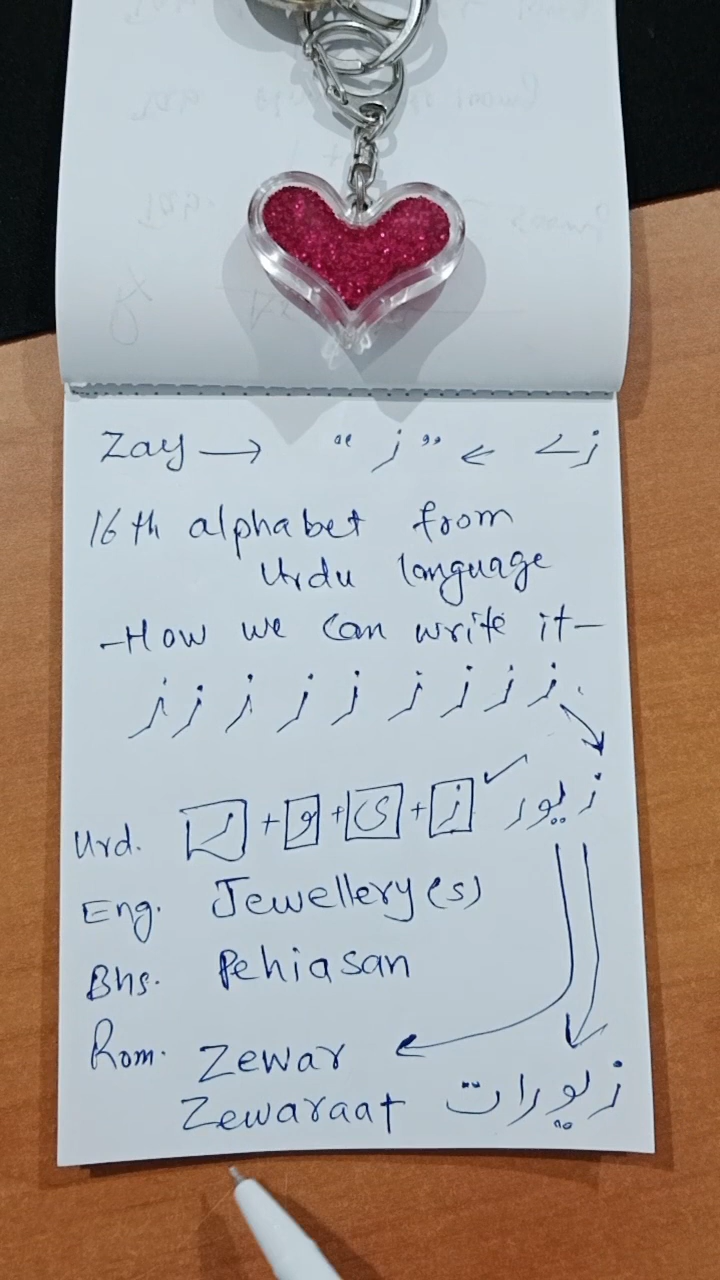 Zay → "ز" ← زے
16th alphabet from
Urdu language
-How we can write it-
ز ز ز ز ز ز ز ز ز
Urd. ر + و + ی + ز ✓ زیور
Eng. Jewellery(s)
Bhs. Pehiasan
Rom. Zewar
Zewaraat زیورات